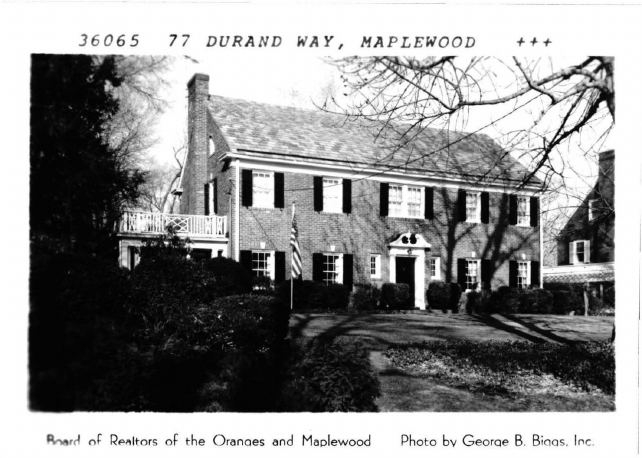 36065 77 DURAND WAY, MAPLEWOOD +++
Board of Realtors of the Oranges and Maplewood Photo by George B. Biggs, Inc.